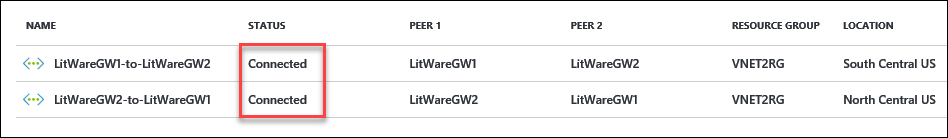 NAME STATUS PEER 1 PEER 2 RESOURCE GROUP LOCATION
LitWareGW1-to-LitWareGW2 Connected LitWareGW1 LitWareGW2 VNET2RG South Central US
LitWareGW2-to-LitWareGW1 Connected LitWareGW2 LitWareGW1 VNET2RG North Central US